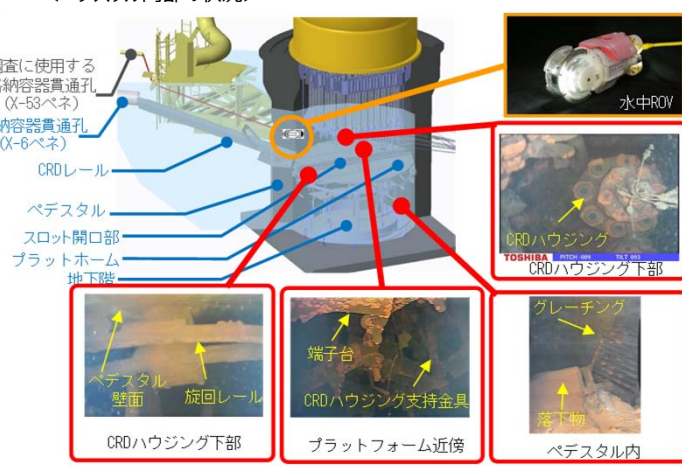 調査に使用する
格納容器貫通孔
(X-53ペネ)
納容器貫通孔
(X-6ペネ)
CRDレール
ペデスタル
スロット開口部
プラットホーム
地下階
水中ROV
CRDハウジング
TOSHIBA PITCH 009 TILT 093
CRDハウジング下部
ペデスタル
壁面
旋回レール
CRDハウジング下部
端子台
CRDハウジング支持金具
プラットフォーム近傍
グレーチング
落下物
ペデスタル内